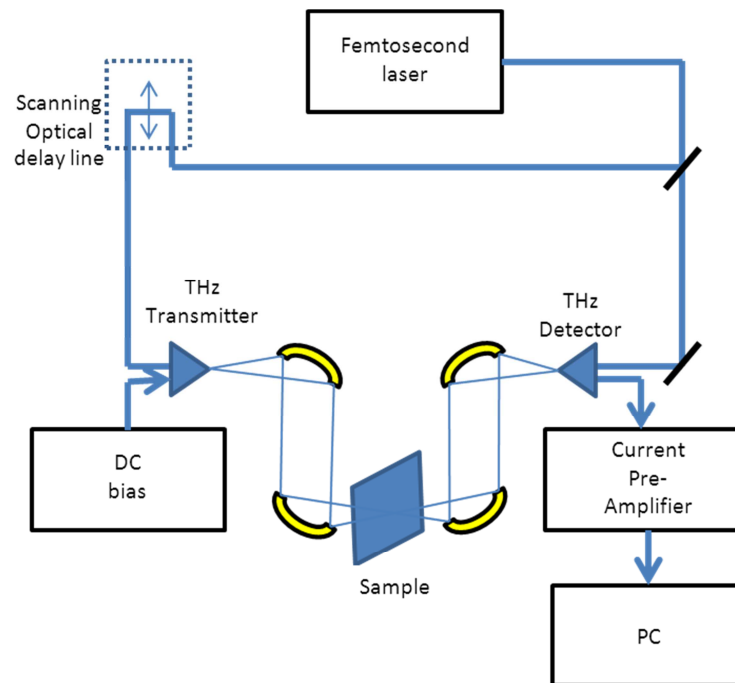 Femtosecond
laser
Scanning
Optical
delay line
THz
Transmitter
THz
Detector
DC
bias
Current
Pre-
Amplifier
Sample
PC